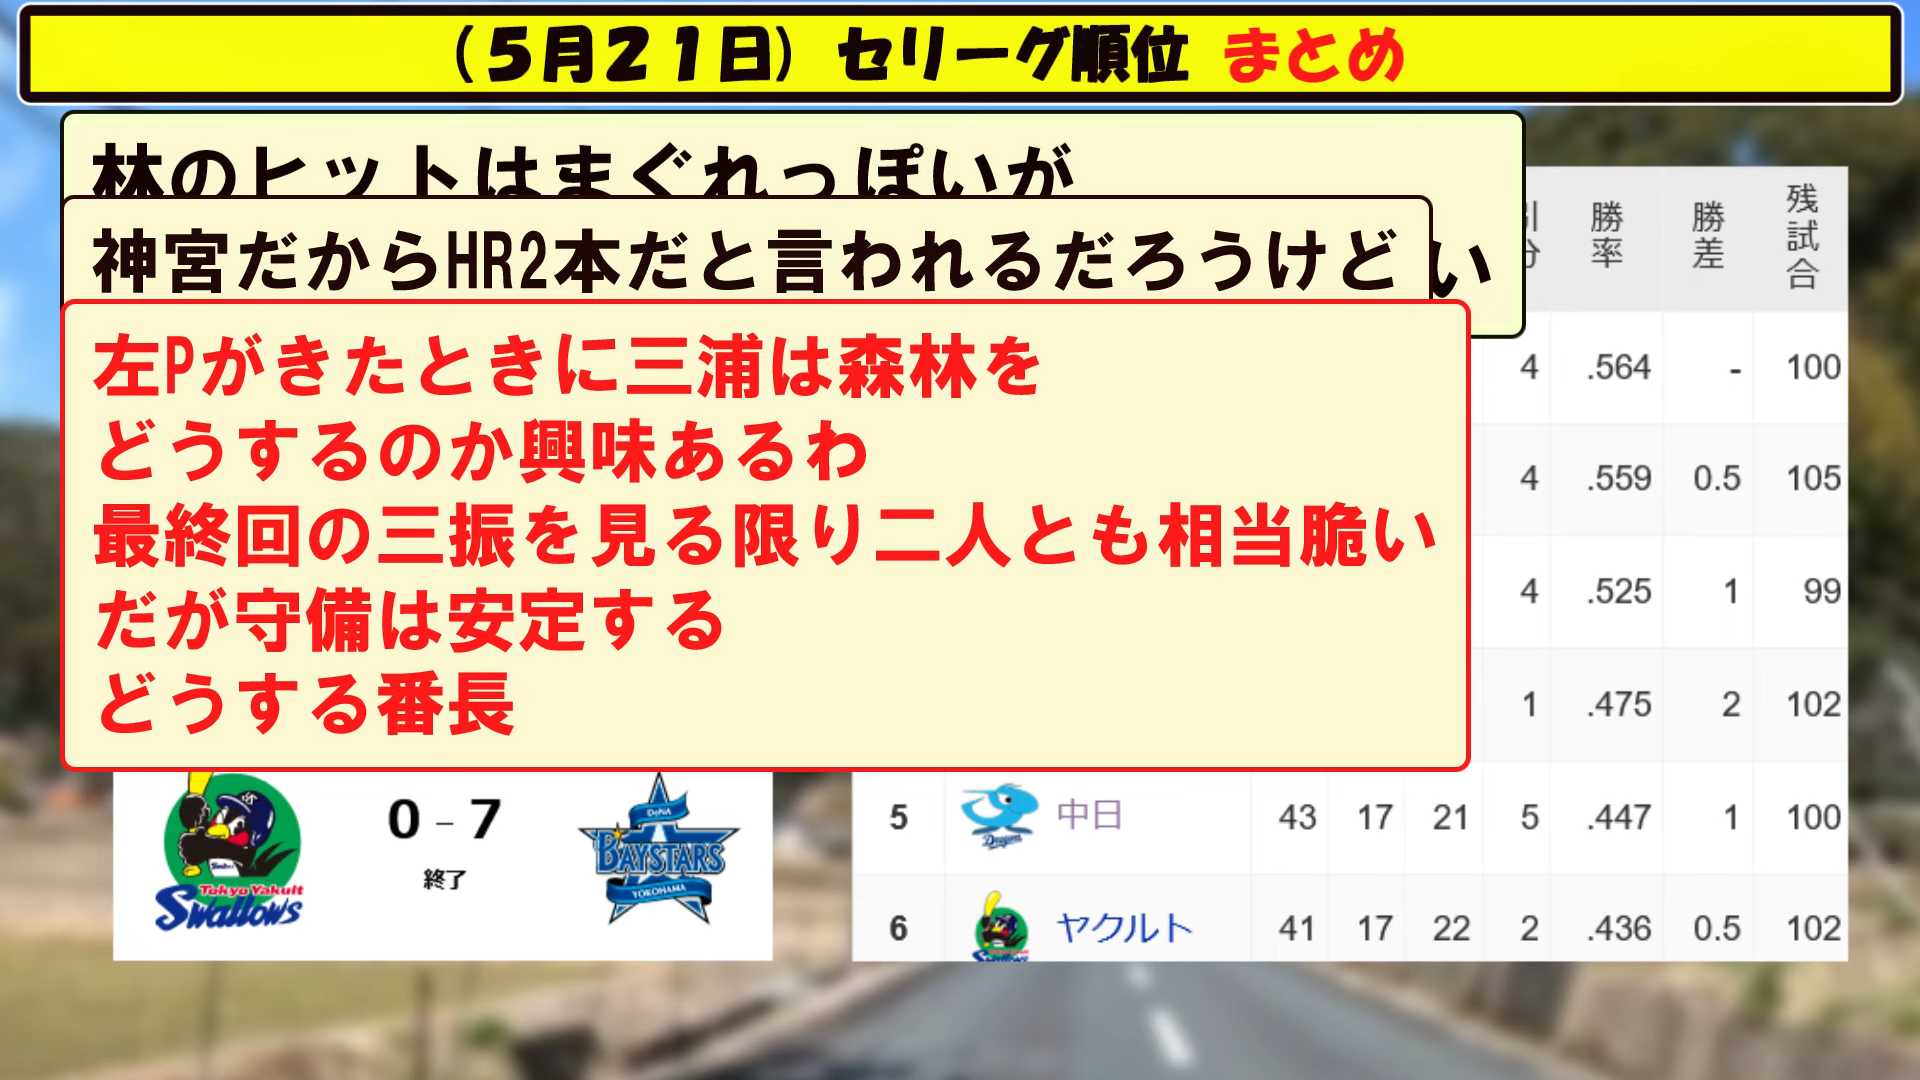 (5月21日) セリーグ順位 まとめ
林のヒットはまぐれっぽいが
い
神宮だからHR2本だと言われるだろうけど
左Pがきたときに三浦は森林を
どうするのか興味あるわ
最終回の三振を見る限り二人とも相当脆い
だが守備は安定する
どうする番長
勝率 勝差 残試合
4 .564 - 100
4 .559 0.5 105
4 .525 1 99
1 .475 2 102
5 Dragons 中日 43 17 21 5 .447 1 100
6 ヤクルト 41 17 22 2 .436 0.5 102
0 - 7
終了
Tokyo Yakult
Swallows
DeNA
BAYSTARS
YOKOHAMA